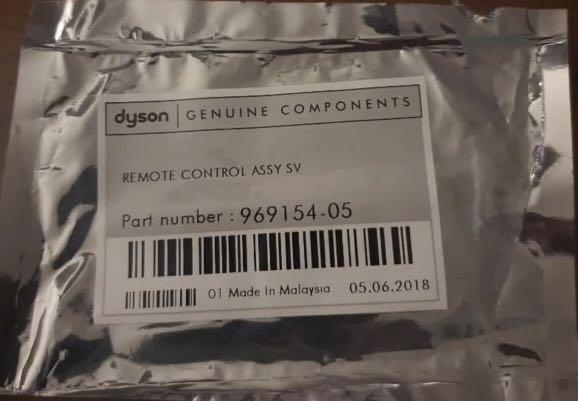 dyson | GENUINE COMPONENTS
REMOTE CONTROL ASSY SV
Part number : 969154-05
01 Made In Malaysia 05.06.2018